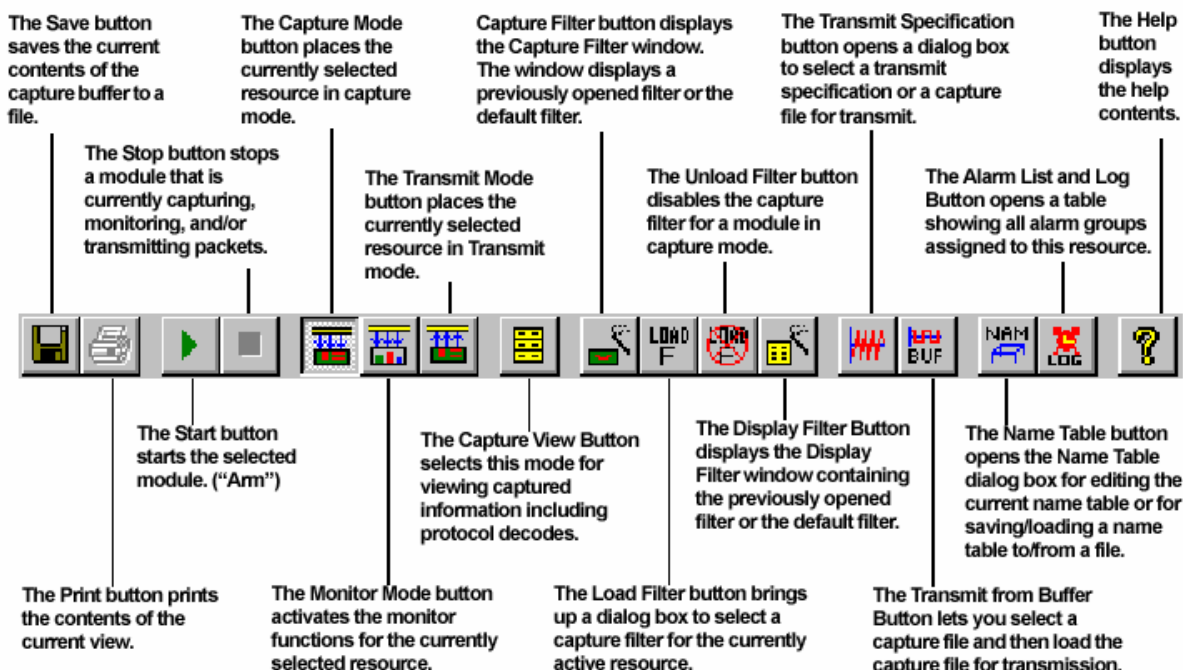 The Save button
saves the current
contents of the
capture buffer to a
file.
The Capture Mode
button places the
currently selected
resource in capture
mode.
Capture Filter button displays
the Capture Filter window.
The window displays a
previously opened filter or the
default filter.
The Transmit Specification
button opens a dialog box
to select a transmit
specification or a capture
file for transmit.
The Help
button
displays
the help
contents.
The Stop button stops
a module that is
currently capturing,
monitoring, and/or
transmitting packets.
The Transmit Mode
button places the
currently selected
resource in Transmit
mode.
The Unload Filter button
disables the capture
filter for a module in
capture mode.
The Alarm List and Log
Button opens a table
showing all alarm groups
assigned to this resource.
LOAD
F
LOAD
F
BUF
NAM
LOG
?
The Start button
starts the selected
module. (“Arm”)
The Capture View Button
selects this mode for
viewing captured
information including
protocol decodes.
The Display Filter Button
displays the Display
Filter window containing
the previously opened
filter or the default filter.
The Name Table button
opens the Name Table
dialog box for editing the
current name table or for
saving/loading a name
table to/from a file.
The Print button prints
the contents of the
current view.
The Monitor Mode button
activates the monitor
functions for the currently
selected resource.
The Load Filter button brings
up a dialog box to select a
capture filter for the currently
active resource.
The Transmit from Buffer
Button lets you select a
capture file and then load the
capture file for transmission.